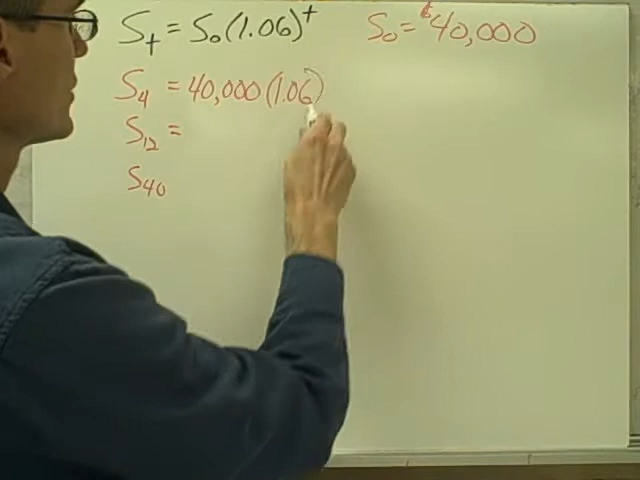 S_t = S_0 (1.06)^t S_0 = $40,000
S_4 = 40,000 (1.06)
S_12 =
S_40